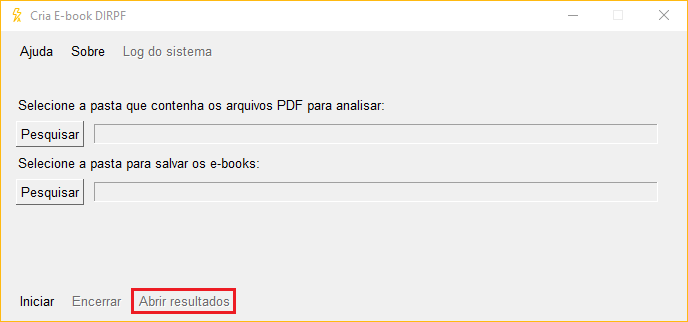 Cria E-book DIRPF
Ajuda Sobre Log do sistema
Selecione a pasta que contenha os arquivos PDF para analisar:
Pesquisar
Selecione a pasta para salvar os e-books:
Pesquisar
Iniciar Encerrar Abrir resultados